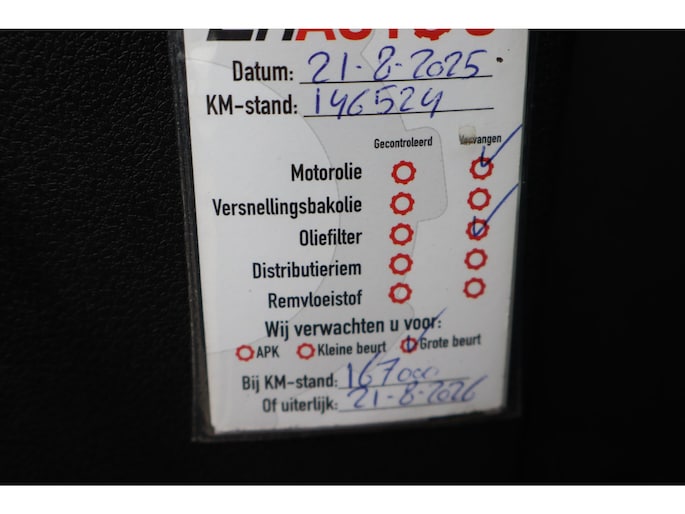 Datum: 21-8-2025
KM-stand: 146524
Gecontroleerd Vervangen
Motorolie
Versnellingsbakolie
Oliefilter
Distributieriem
Remvloeistof
Wij verwachten u voor:
APK Kleine beurt Grote beurt
Bij KM-stand: 167000
Of uiterlijk: 21-8-2026